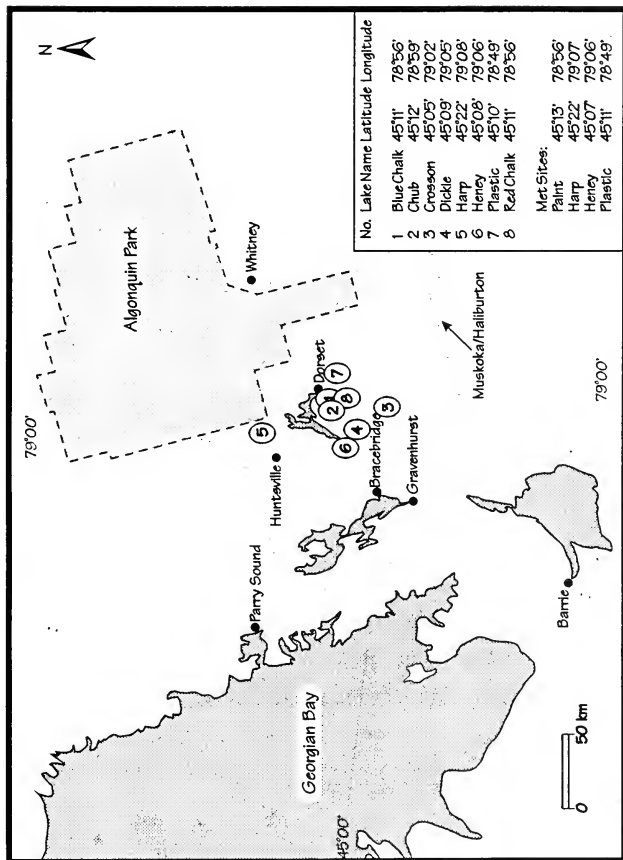 N
79°00'
Algonquin Park
Whitney
5
Huntsville
Parry Sound
Dorset
1
7
2
8
6
4
3
Bracebridge
Gravenhurst
Georgian Bay
Muskoka/Haliburton
45°00'
79°00'
Barrie
0 50 km
No. Lake Name Latitude Longitude
1 Blue Chalk 45°11' 78°56'
2 Chub 45°12' 78°59'
3 Crosson 45°05' 79°02'
4 Dickie 45°09' 79°05'
5 Harp 45°22' 79°08'
6 Heney 45°08' 79°06'
7 Plastic 45°10' 78°49'
8 Red Chalk 45°11' 78°56'
Met Sites:
Paint 45°13' 78°56'
Harp 45°22' 79°07
Heney 45°07' 79°06'
Plastic 45°11' 78°49'